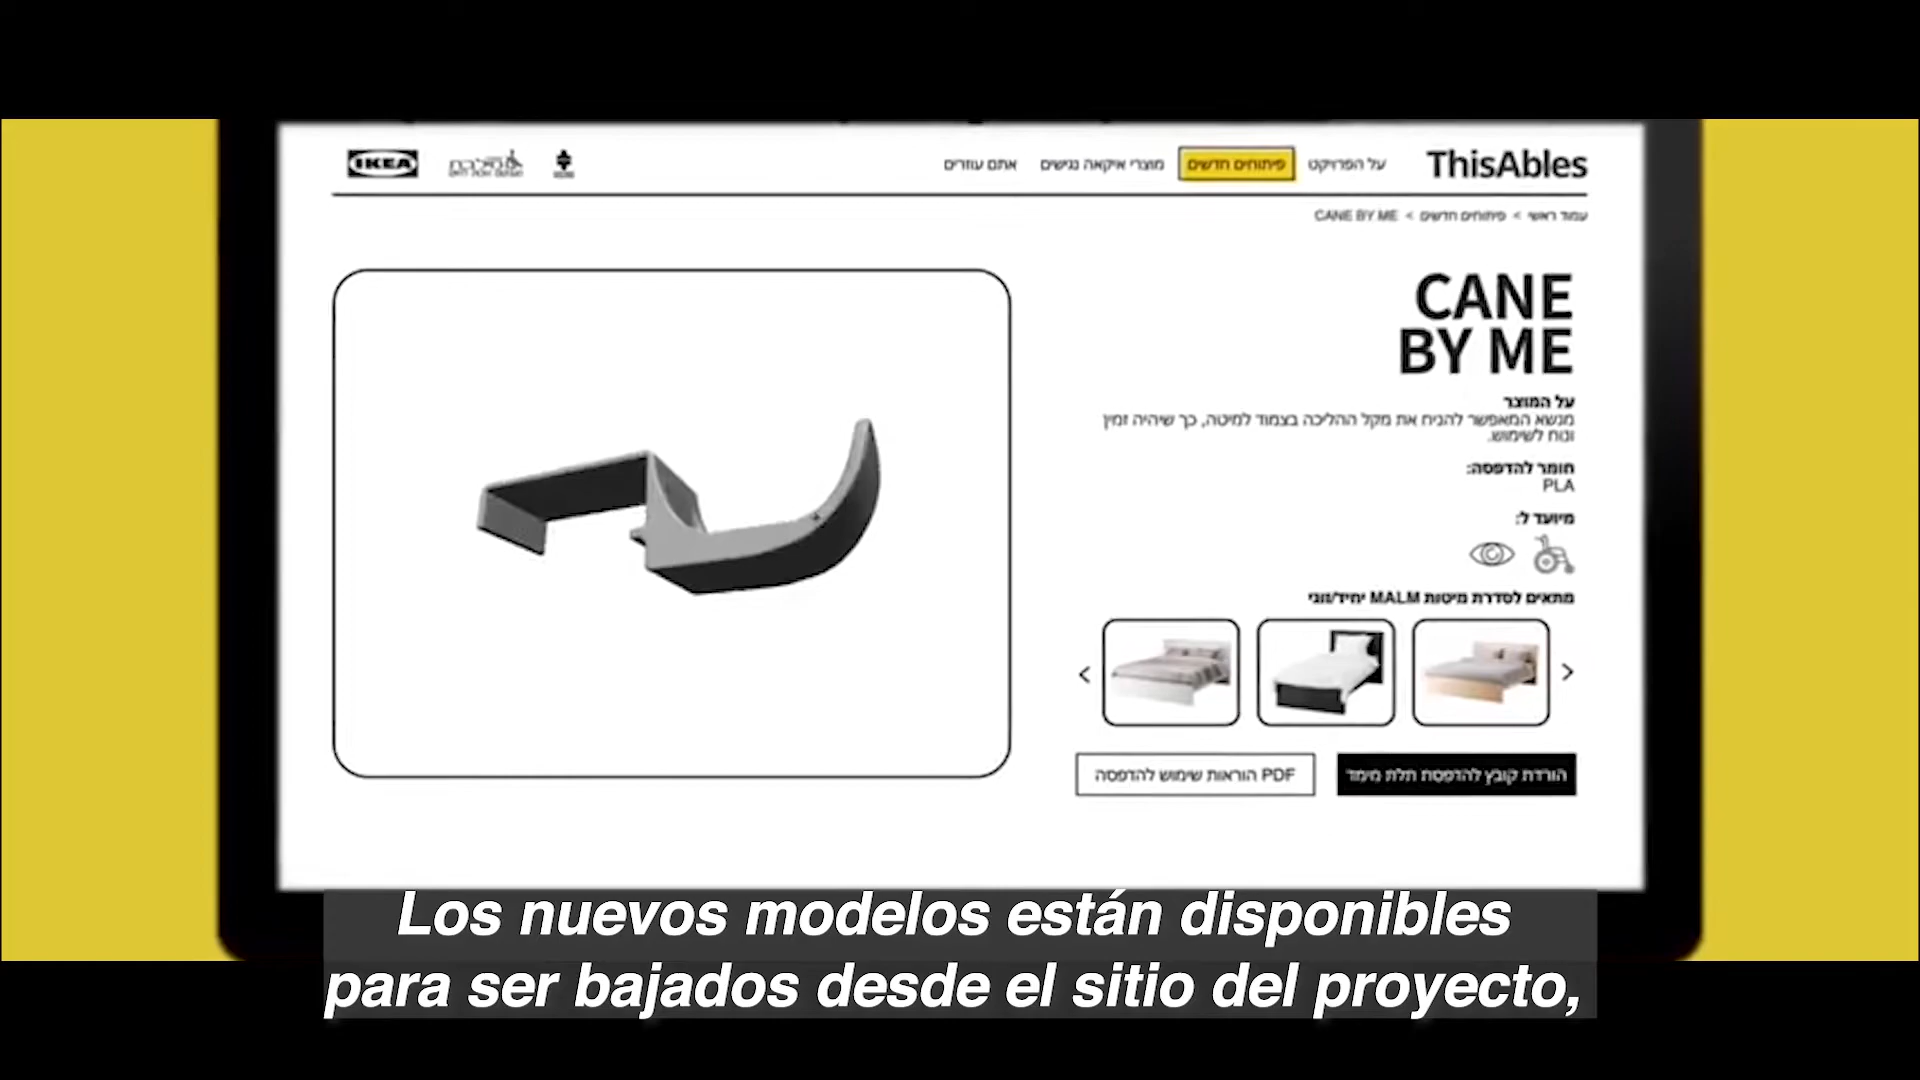 ThisAbles
על הפרויקט
פיתוחים חדשים
מוצרי איקאה נגישים
אתם עוזרים
IKEA
עמוד ראשי > פיתוחים חדשים > CANE BY ME
CANE
BY ME
על המוצר
מנשא המאפשר להניח את מקל ההליכה בצמוד למיטה, כך שיהיה זמין
ונוח לשימוש.
חומר להדפסה:
PLA
מיועד ל:
מתאים לסדרת מיטות MALM יחיד/זוגי
הורדת קובץ להדפסת תלת מימד
PDF הוראות שימוש להדפסה
Los nuevos modelos están disponibles
para ser bajados desde el sitio del proyecto,